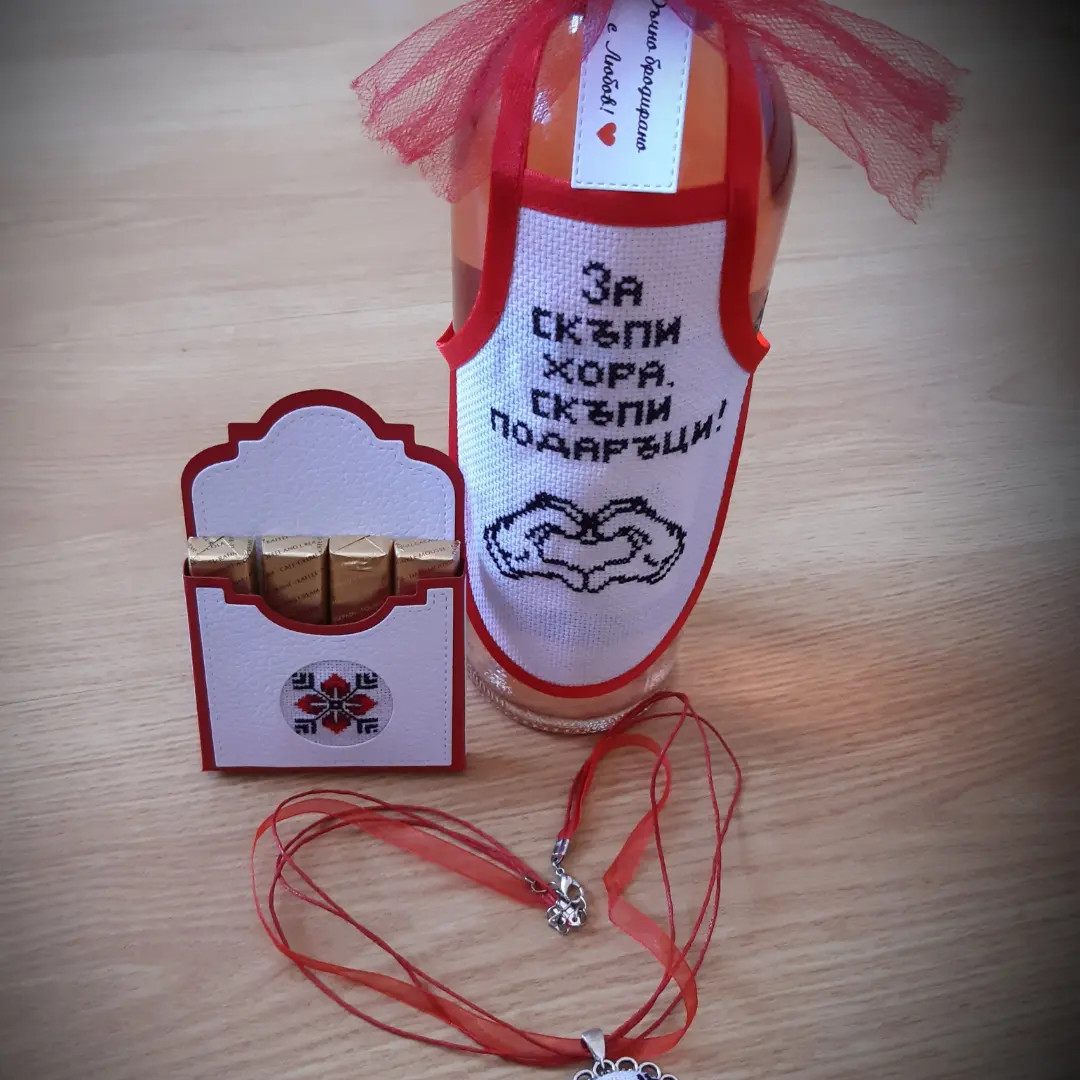 Ръчно бродирано
с Любов!
За
скъпи
хора,
скъпи
подаръци!